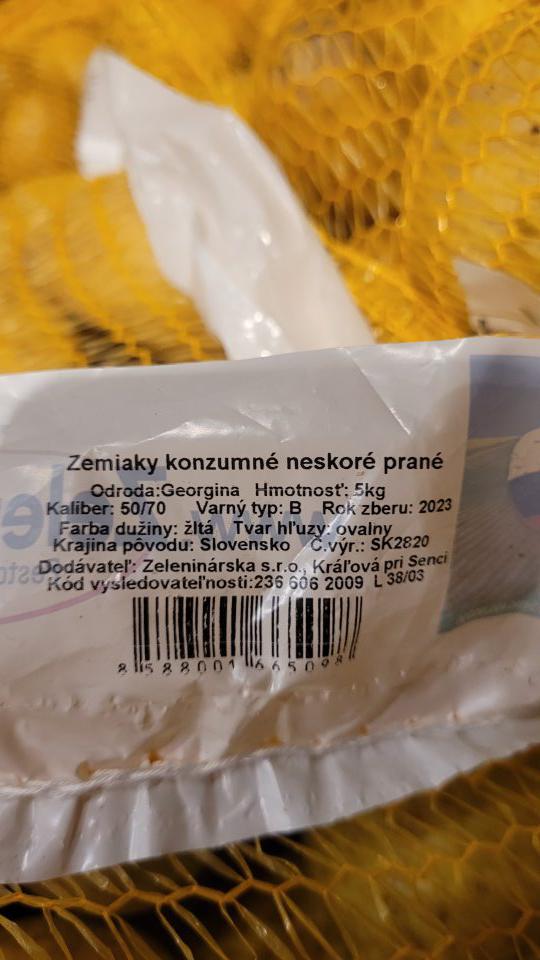 Zemiaky konzumné neskoré prané
Odroda:Georgina Hmotnosť: 5kg
Kaliber: 50/70 Varný typ: B Rok zberu: 2023
Farba dužiny: žltá Tvar hľuzy: ovalny
Krajina pôvodu: Slovensko Č.výr.: SK2820
Dodávateľ: Zeleninárska s.r.o., Kráľová pri Senci
Kód vysledovateľnosti:236 606 2009 L 38/03
8 588001 665098